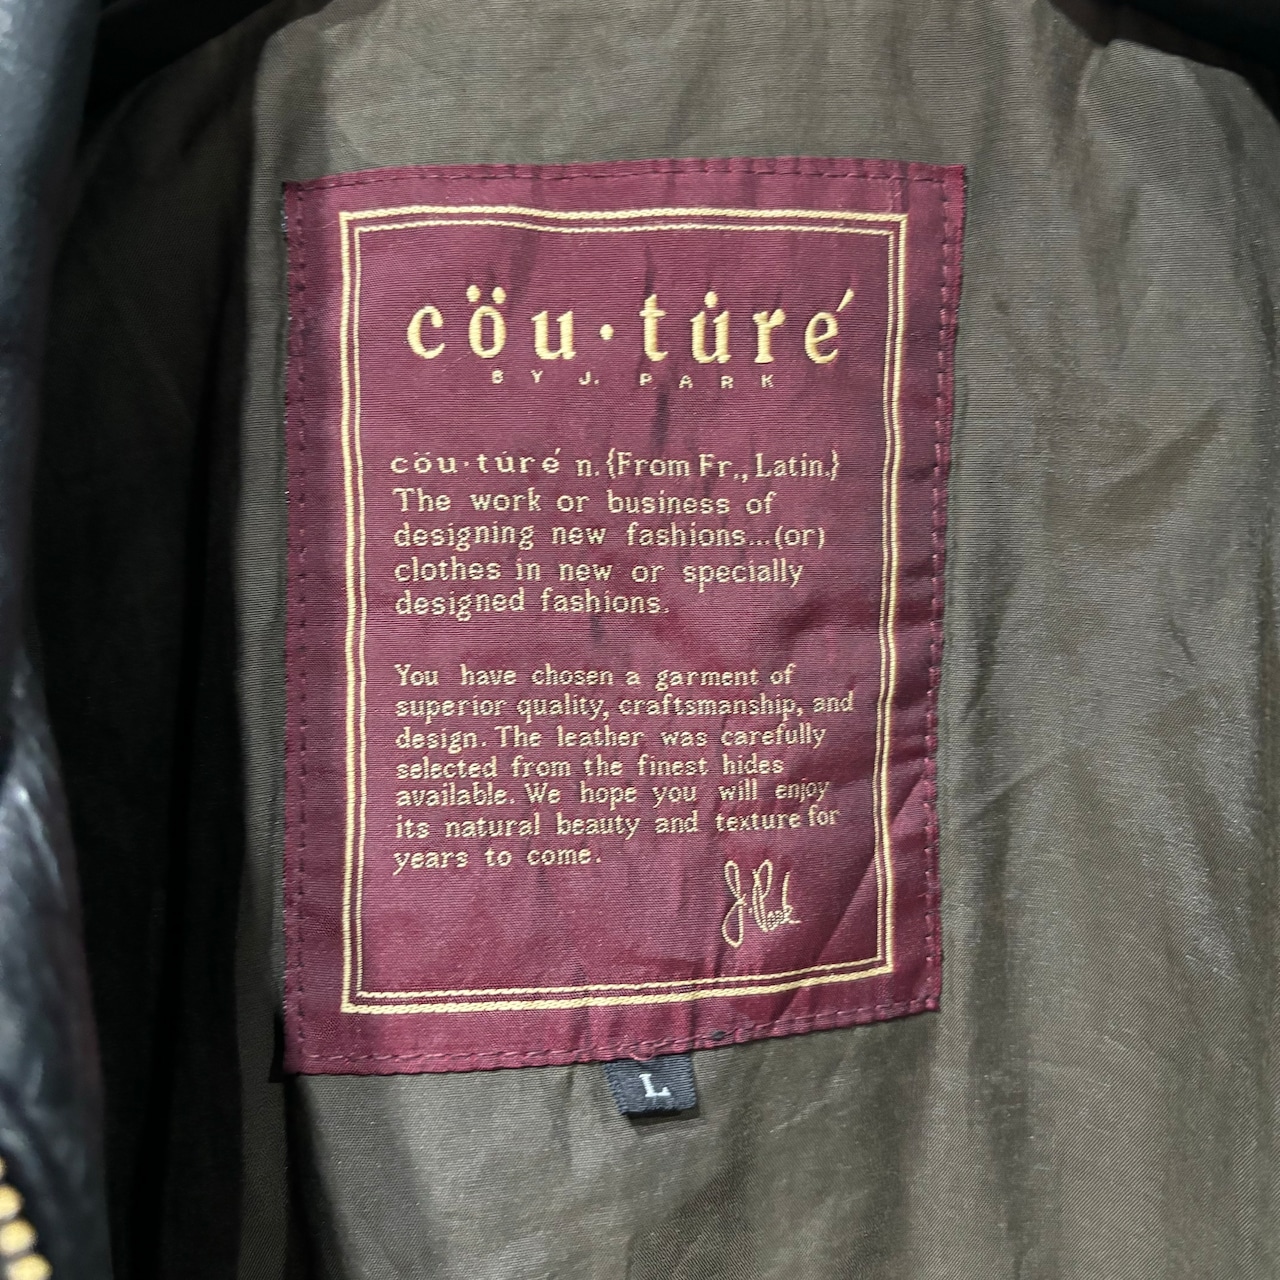 cöu·tùré
BY J. PARK
cöu·tùré n. {From Fr., Latin.}
The work or business of
designing new fashions...(or)
clothes in new or specially
designed fashions.
You have chosen a garment of
superior quality, craftsmanship, and
design. The leather was carefully
selected from the finest hides
available. We hope you will enjoy
its natural beauty and texture for
years to come.
J. Park
L